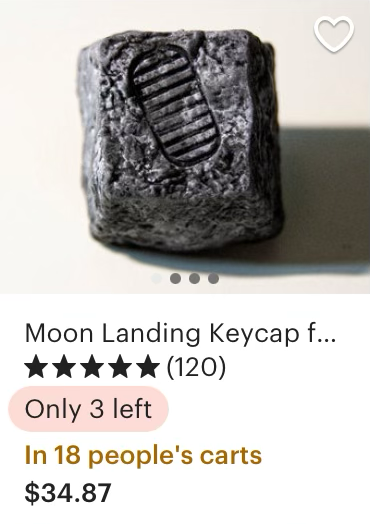 Moon Landing Keycap f...
(120)
Only 3 left
In 18 people's carts
$34.87